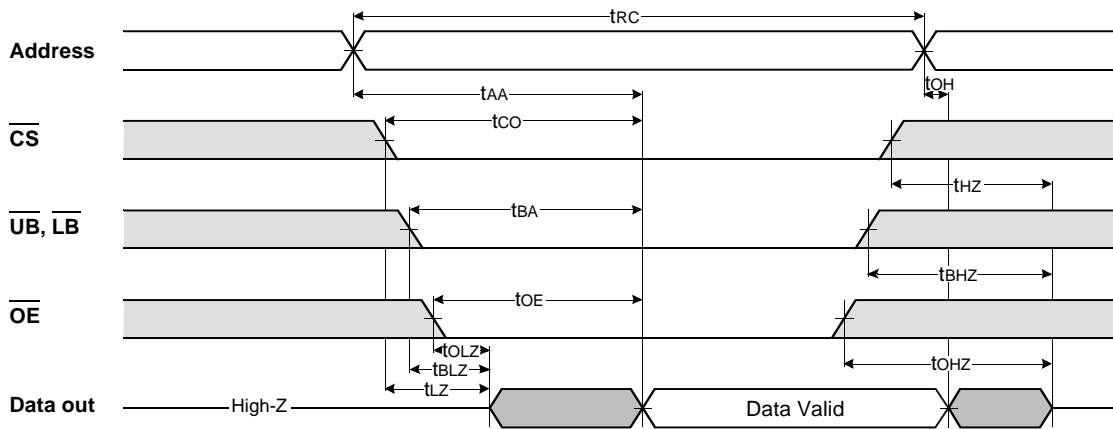 tRC
Address
tAA
tOH
tCO
CS
tHZ
tBA
UB, LB
tBHZ
tOE
OE
tOLZ
tOHZ
tBLZ
tLZ
Data out
High-Z
Data Valid